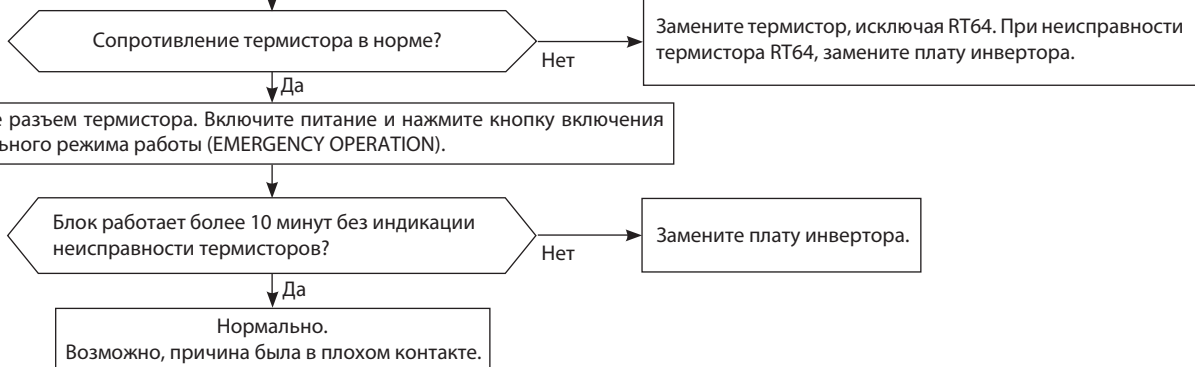 Сопротивление термистора в норме?
Нет
Замените термистор, исключая RT64. При неисправности
термистора RT64, замените плату инвертора.
Да
разъем термистора. Включите питание и нажмите кнопку включения
режима работы (EMERGENCY OPERATION).
Блок работает более 10 минут без индикации
неисправности термисторов?
Нет
Замените плату инвертора.
Да
Нормально.
Возможно, причина была в плохом контакте.